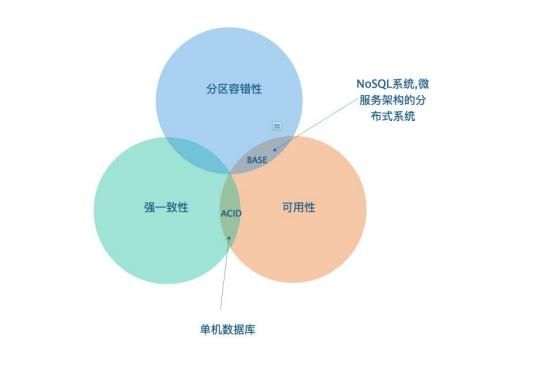 分区容错性
NoSQL系统,微
服务架构的分
布式系统
BASE
强一致性
ACID
可用性
单机数据库